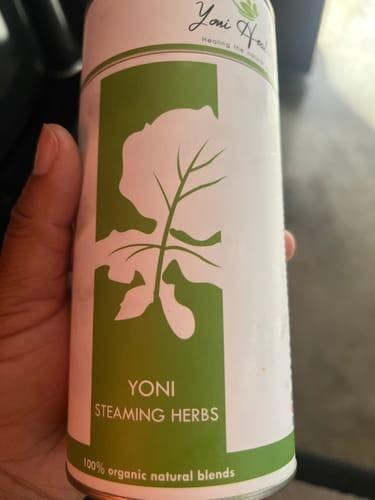 Yoni Heal
Healing the
YONI
STEAMING HERBS
100% organic natural blends